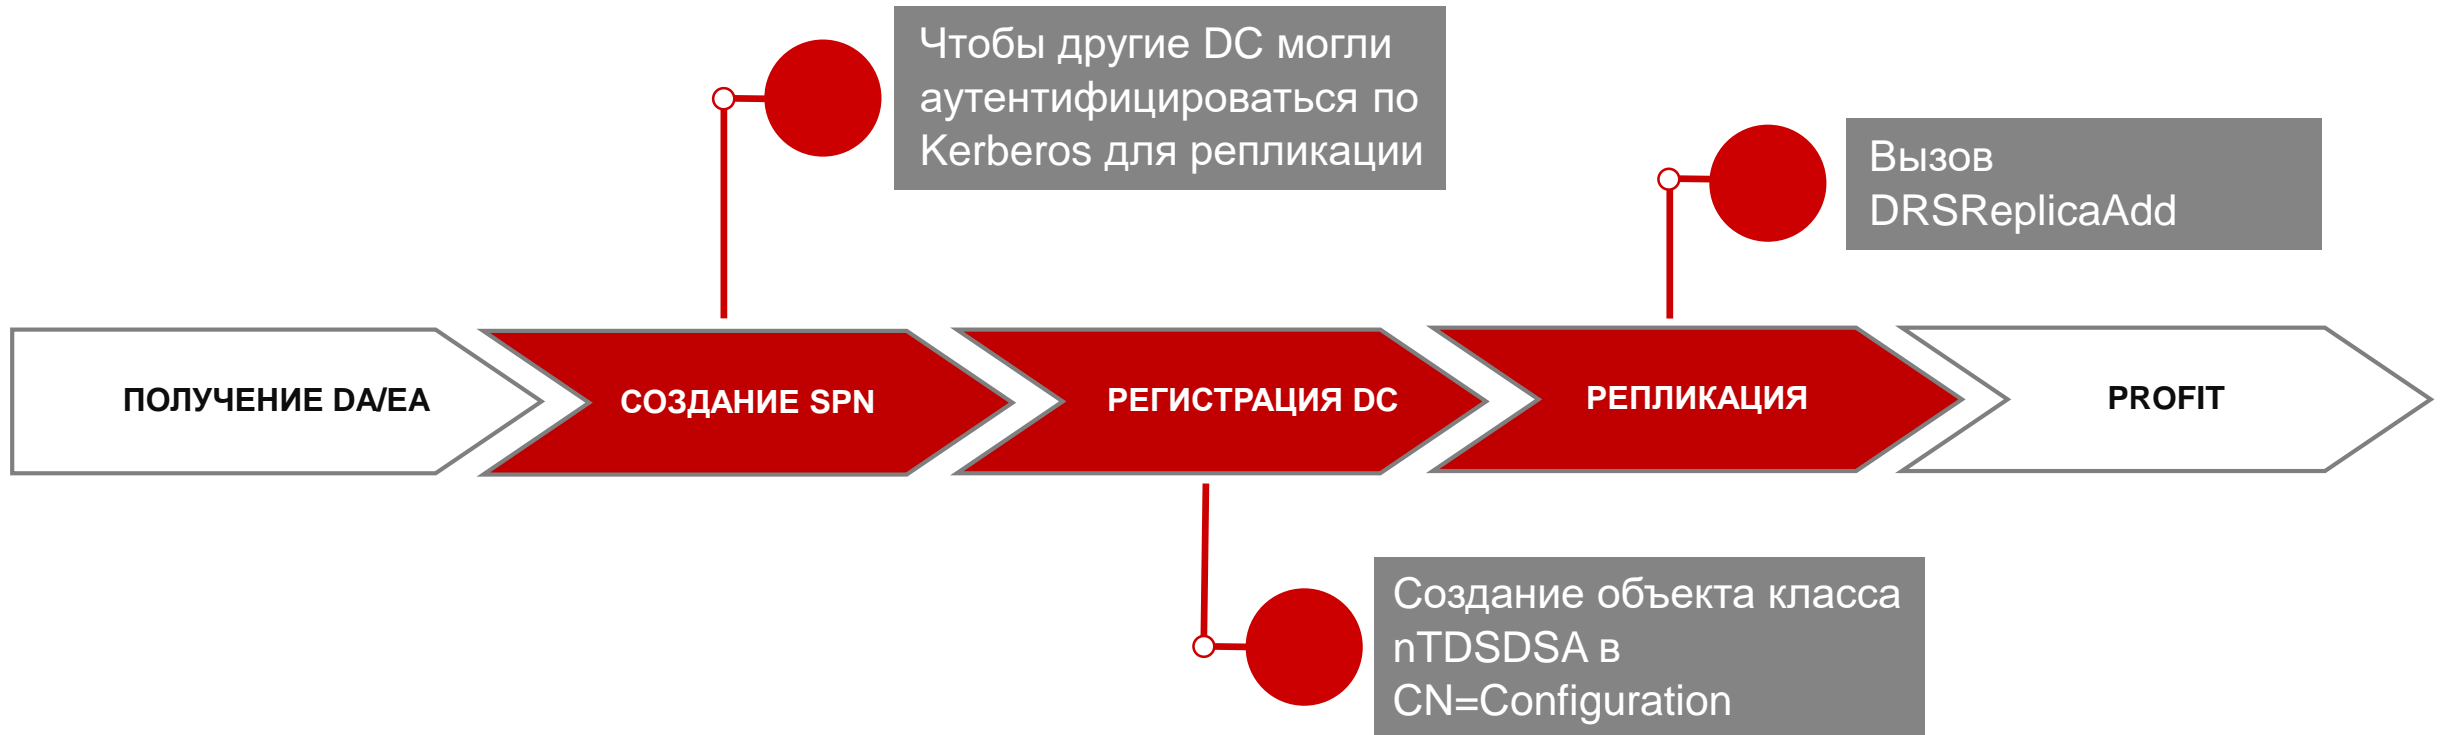 Чтобы другие DC могли
аутентифицироваться по
Kerberos для репликации
Вызов
DRSReplicaAdd
ПОЛУЧЕНИЕ DA/EA
СОЗДАНИЕ SPN
РЕГИСТРАЦИЯ DC
РЕПЛИКАЦИЯ
PROFIT
Создание объекта класса
nTDSDSA в
CN=Configuration